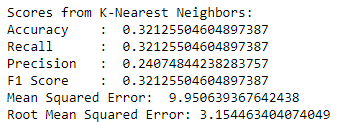 Scores from K-Nearest Neighbors:
Accuracy    :  0.32125504604897387
Recall      :  0.32125504604897387
Precision   :  0.24074844238283757
F1 Score    :  0.32125504604897387
Mean Squared Error:  9.950639367642438
Root Mean Squared Error: 3.154463404074049